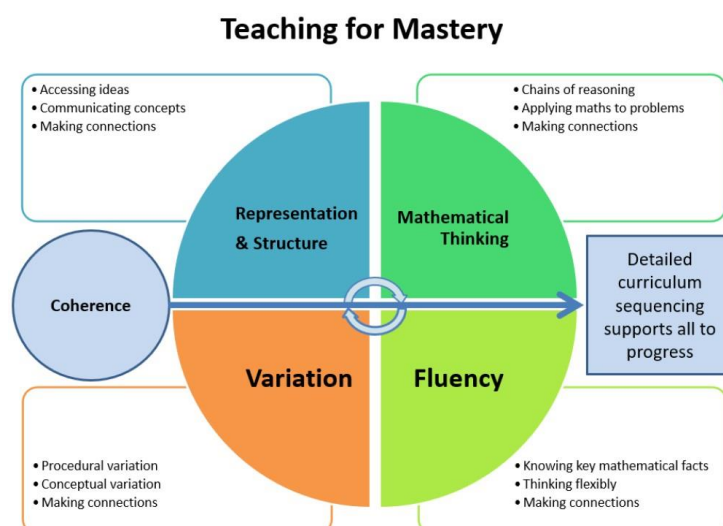 Teaching for Mastery
• Accessing ideas
• Communicating concepts
• Making connections
• Chains of reasoning
• Applying maths to problems
• Making connections
Representation
& Structure
Mathematical
Thinking
Coherence
Detailed
curriculum
sequencing
supports all to
progress
Variation
Fluency
• Procedural variation
• Conceptual variation
• Making connections
• Knowing key mathematical facts
• Thinking flexibly
• Making connections